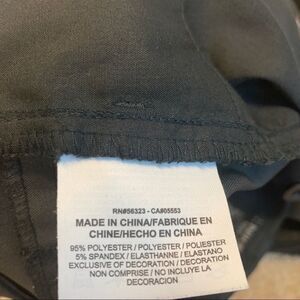 RN#56323 - CA#05553
MADE IN CHINA/FABRIQUE EN
CHINE/HECHO EN CHINA
95% POLYESTER / POLYESTER / POLIESTER
5% SPANDEX / ELASTHANNE / ELASTANO
EXCLUSIVE OF DECORATION / DECORATION
NON COMPRISE / NO INCLUYE LA
DECORACION